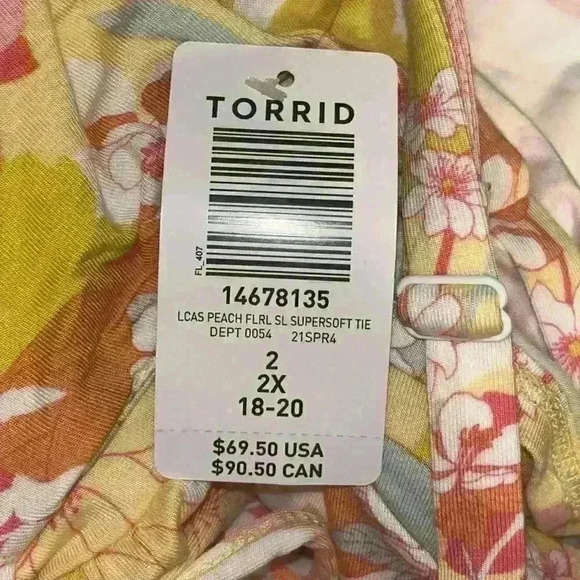 TORRID
FL_407
14678135
LCAS PEACH FLRL SL SUPERSOFT TIE
DEPT 0054 21SPR4
2
2X
18-20
$69.50 USA
$90.50 CAN